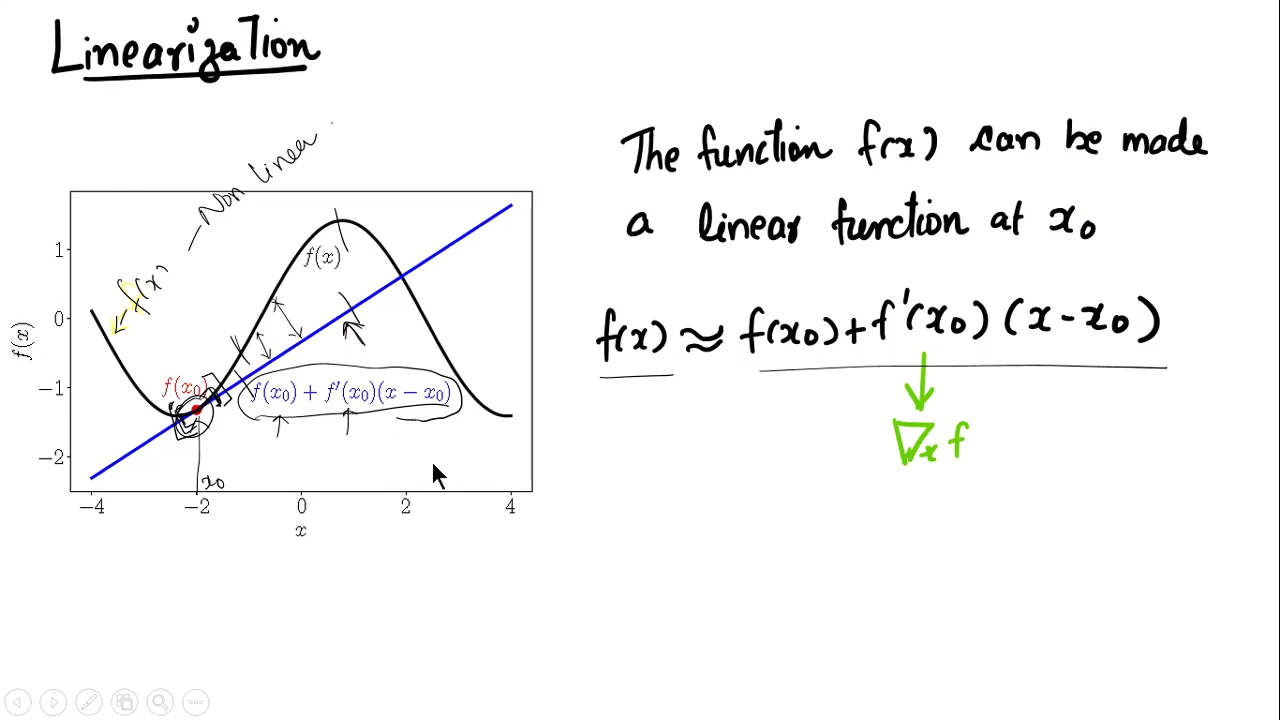 Linearization
Non linear
f(x)
f(x)
f(x)
f(x₀)
f(x₀) + f′(x₀)(x − x₀)
x₀
1
0
−1
−2
−4
−2
0
2
4
x
The function f(x) can be made
a linear function at x₀
f(x) ≈ f(x₀) + f'(x₀) (x - x₀)
∇ₓ f